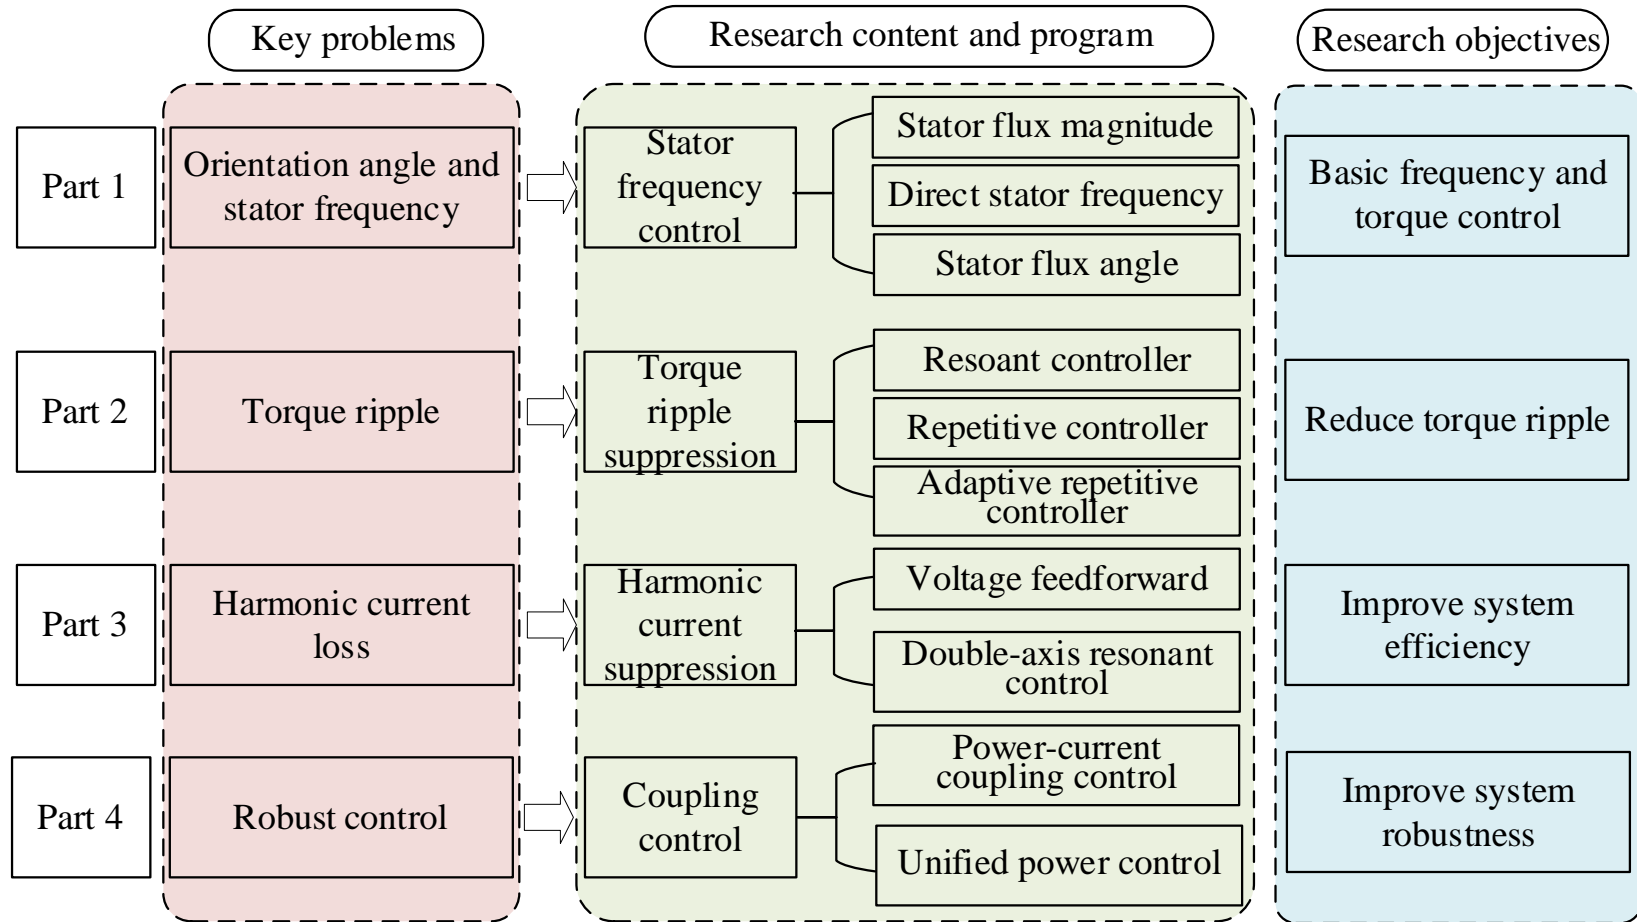 Key problems
Research content and program
Research objectives
Part 1
Orientation angle and
stator frequency
Stator
frequency
control
Stator flux magnitude
Direct stator frequency
Stator flux angle
Basic frequency and
torque control
Part 2
Torque ripple
Torque
ripple
suppression
Resoant controller
Repetitive controller
Adaptive repetitive
controller
Reduce torque ripple
Part 3
Harmonic current
loss
Harmonic
current
suppression
Voltage feedforward
Double-axis resonant
control
Improve system
efficiency
Part 4
Robust control
Coupling
control
Power-current
coupling control
Unified power control
Improve system
robustness